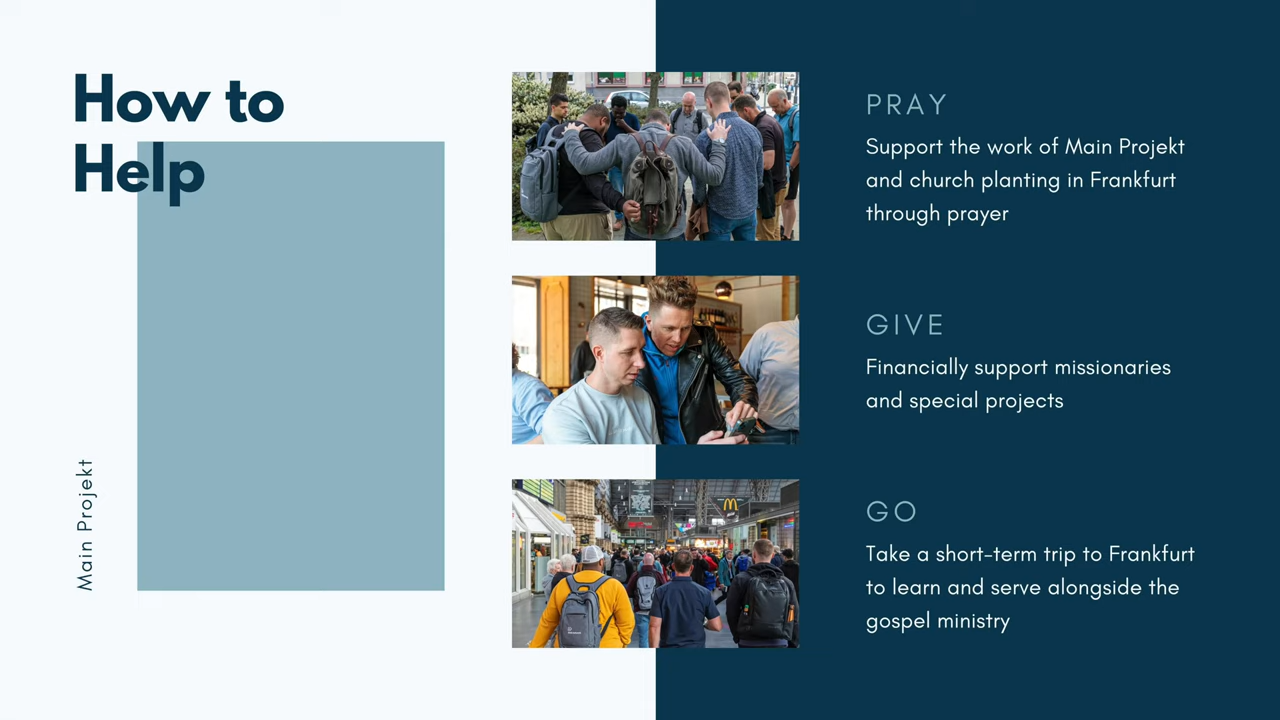 How to
Help
Main Projekt
PRAY
Support the work of Main Projekt
and church planting in Frankfurt
through prayer
GIVE
Financially support missionaries
and special projects
GO
Take a short-term trip to Frankfurt
to learn and serve alongside the
gospel ministry